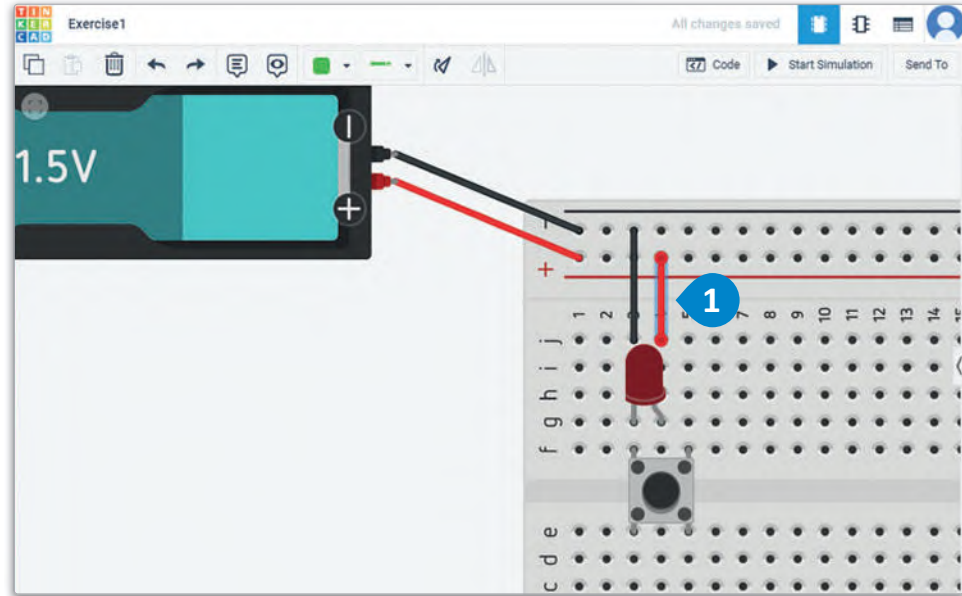 TIN
KER
CAD
Exercise1
All changes saved
Code
Start Simulation
Send To
1.5V
−
+
−
+
1
1 2 3 5 7 8 9 10 11 12 13 14 15
j
i
h
g
f
e
d
c